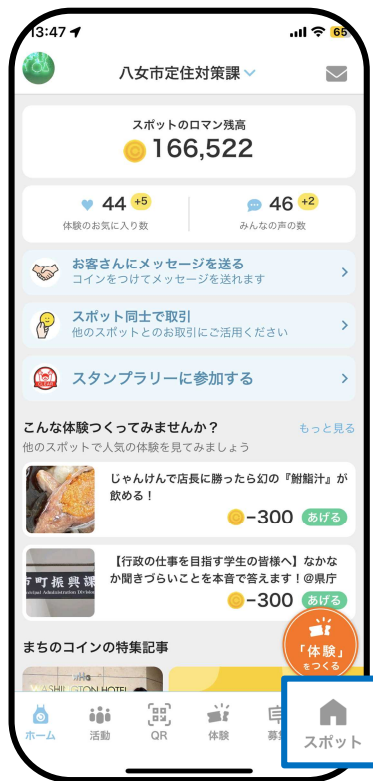 13:47
65
八女市定住対策課
スポットのロマン残高
166,522
44 +5
体験のお気に入り数
46 +2
みんなの声の数
お客さんにメッセージを送る
コインをつけてメッセージを送れます
スポット同士で取引
他のスポットとのお取引にご活用ください
CLEAR
スタンプラリーに参加する
こんな体験つくってみませんか?
もっと見る
他のスポットで人気の体験を見てみましょう
じゃんけんで店長に勝ったら幻の『鮒鮨汁』が
飲める!
-300 あげる
市町振興課
【行政の仕事を目指す学生の皆様へ】なかな
か聞きづらいことを本音で答えます!@県庁
-300 あげる
まちのコインの特集記事
「体験」
をつくる
WASHINGTON HOTEL
ホーム
活動
QR
体験
スポット